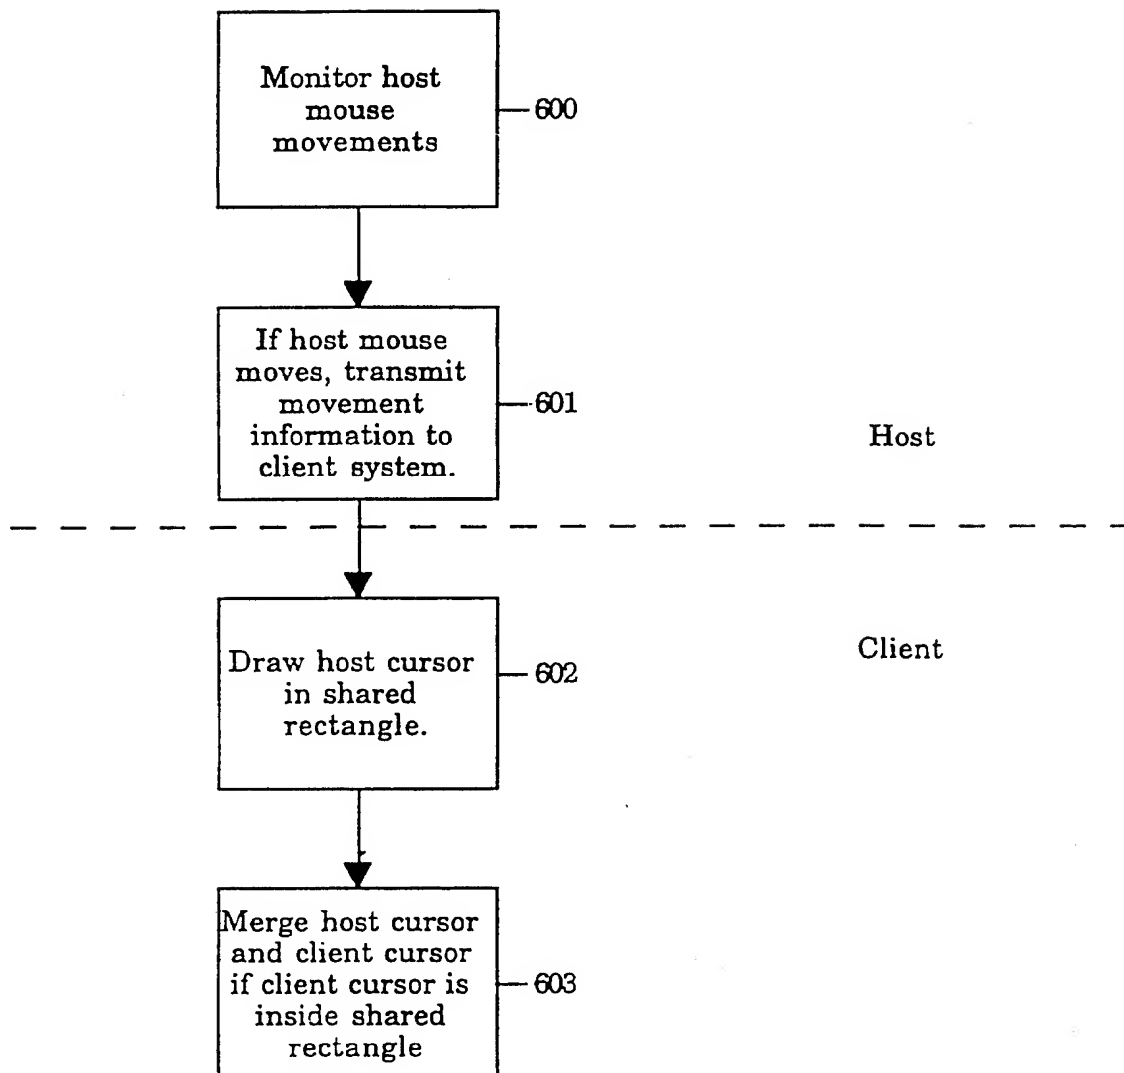 Monitor host
mouse
movements
600
If host mouse
moves, transmit
movement
information to
client system.
601
Host
Client
Draw host cursor
in shared
rectangle.
602
Merge host cursor
and client cursor
if client cursor is
inside shared
rectangle
603